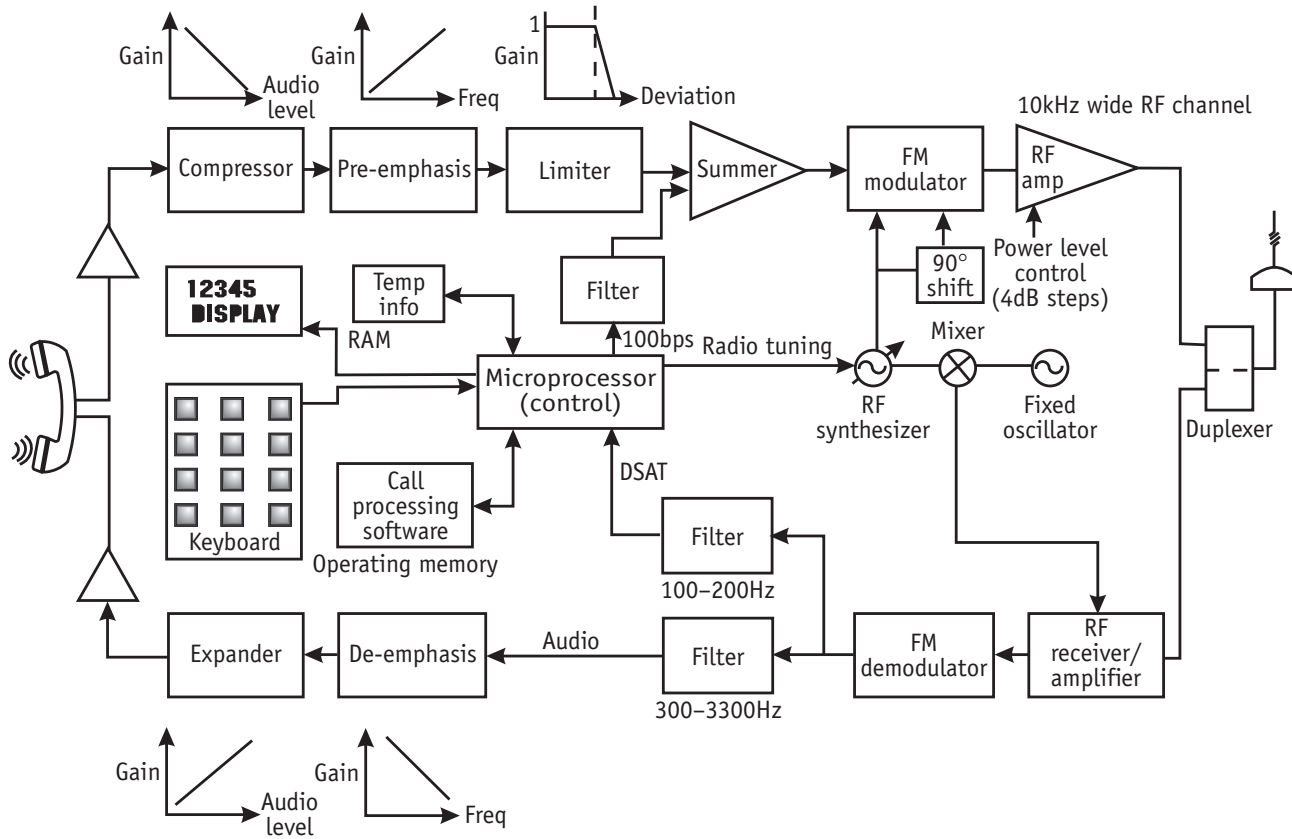 Gain
Audio
level
Gain
Freq
1
Gain
Deviation
10kHz wide RF channel
Compressor
Pre-emphasis
Limiter
Summer
FM
modulator
RF
amp
12345
DISPLAY
RAM
Temp
info
Filter
100bps
90°
shift
Power level
control
(4dB steps)
Microprocessor
(control)
Radio tuning
Mixer
RF
synthesizer
Fixed
oscillator
Duplexer
Keyboard
Call
processing
software
Operating memory
DSAT
Filter
100–200Hz
Expander
De-emphasis
Audio
Filter
300–3300Hz
FM
demodulator
RF
receiver/
amplifier
Gain
Audio
level
Gain
Freq